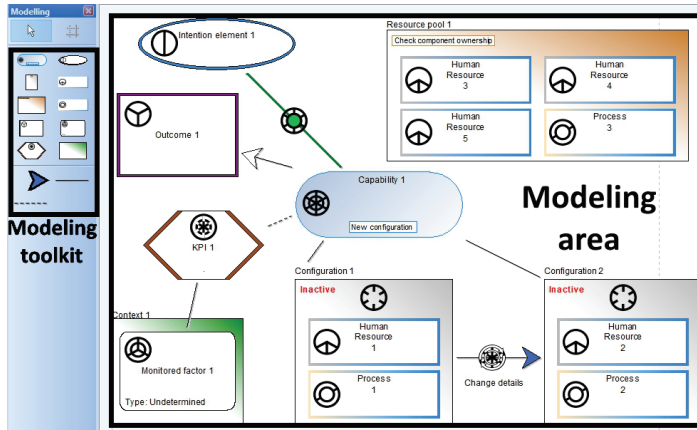 Modelling
Modeling
toolkit
Intention element 1
Resource pool 1
Check component ownership
Human
Resource
3
Human
Resource
4
Human
Resource
5
Process
3
Outcome 1
Capability 1
New configuration
Modeling
area
KPI 1
Configuration 1
Inactive
Human
Resource
1
Process
1
Change details
Configuration 2
Inactive
Human
Resource
2
Process
2
Context 1
Monitored factor 1
Type: Undetermined